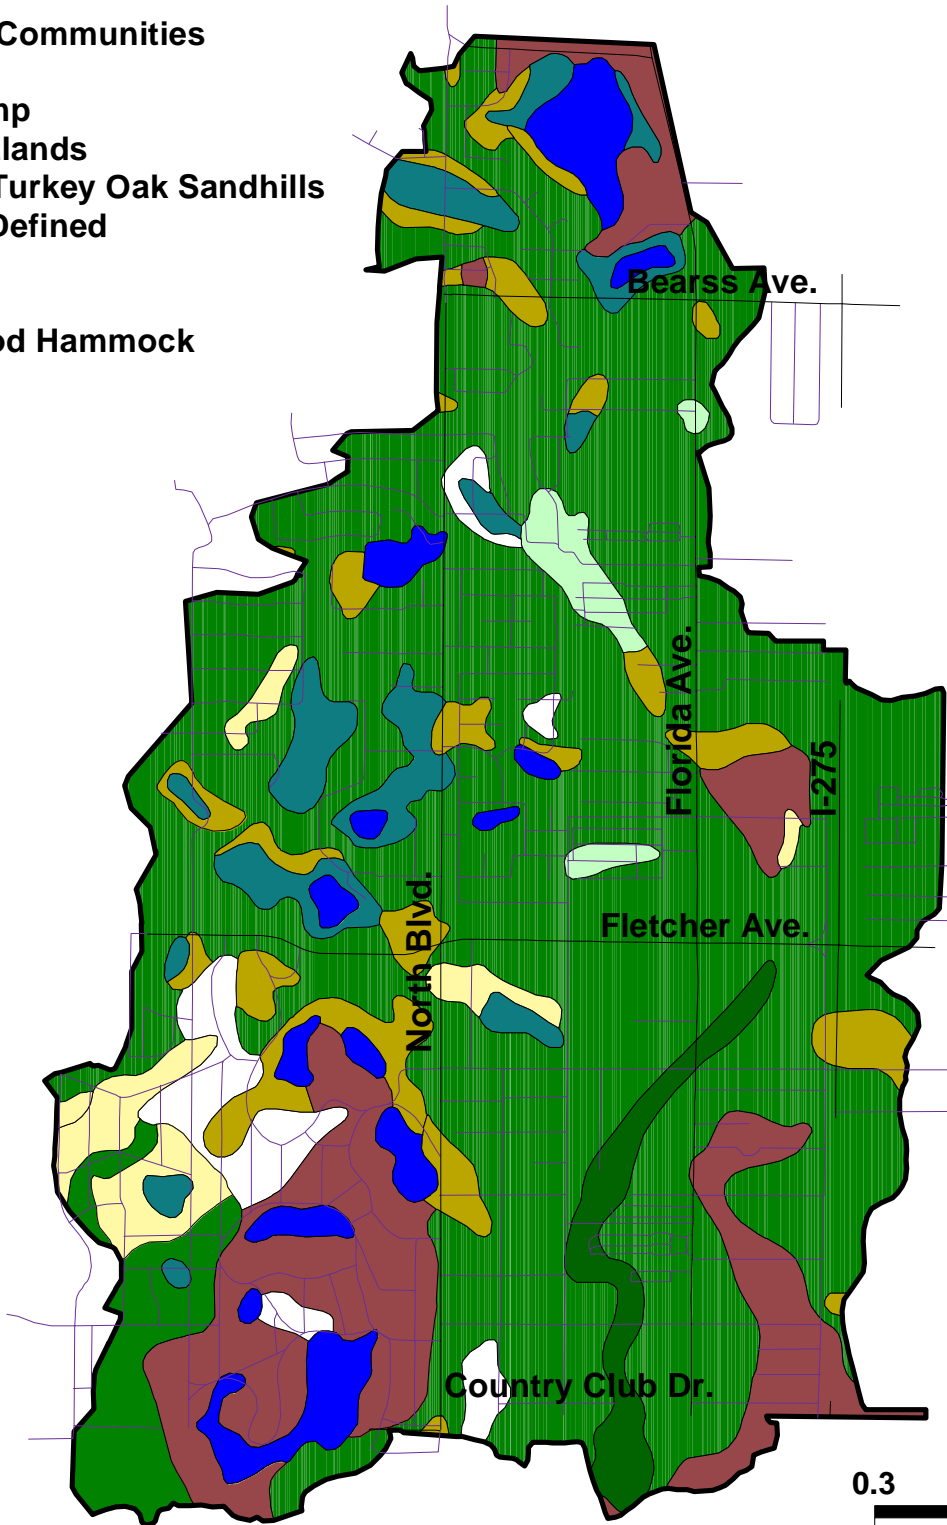 Communities
mp
lands
Turkey Oak Sandhills
Defined
od Hammock
Bearss Ave.
Florida Ave.
I-275
North Blvd.
Fletcher Ave.
Country Club Dr.
0.3